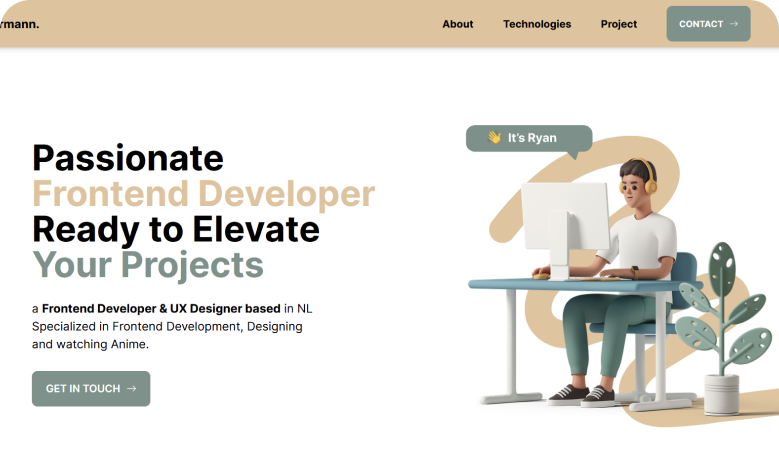 rmann.
About
Technologies
Project
CONTACT →
👋 It's Ryan
Passionate
Frontend Developer
Ready to Elevate
Your Projects
a Frontend Developer & UX Designer based in NL
Specialized in Frontend Development, Designing
and watching Anime.
GET IN TOUCH →